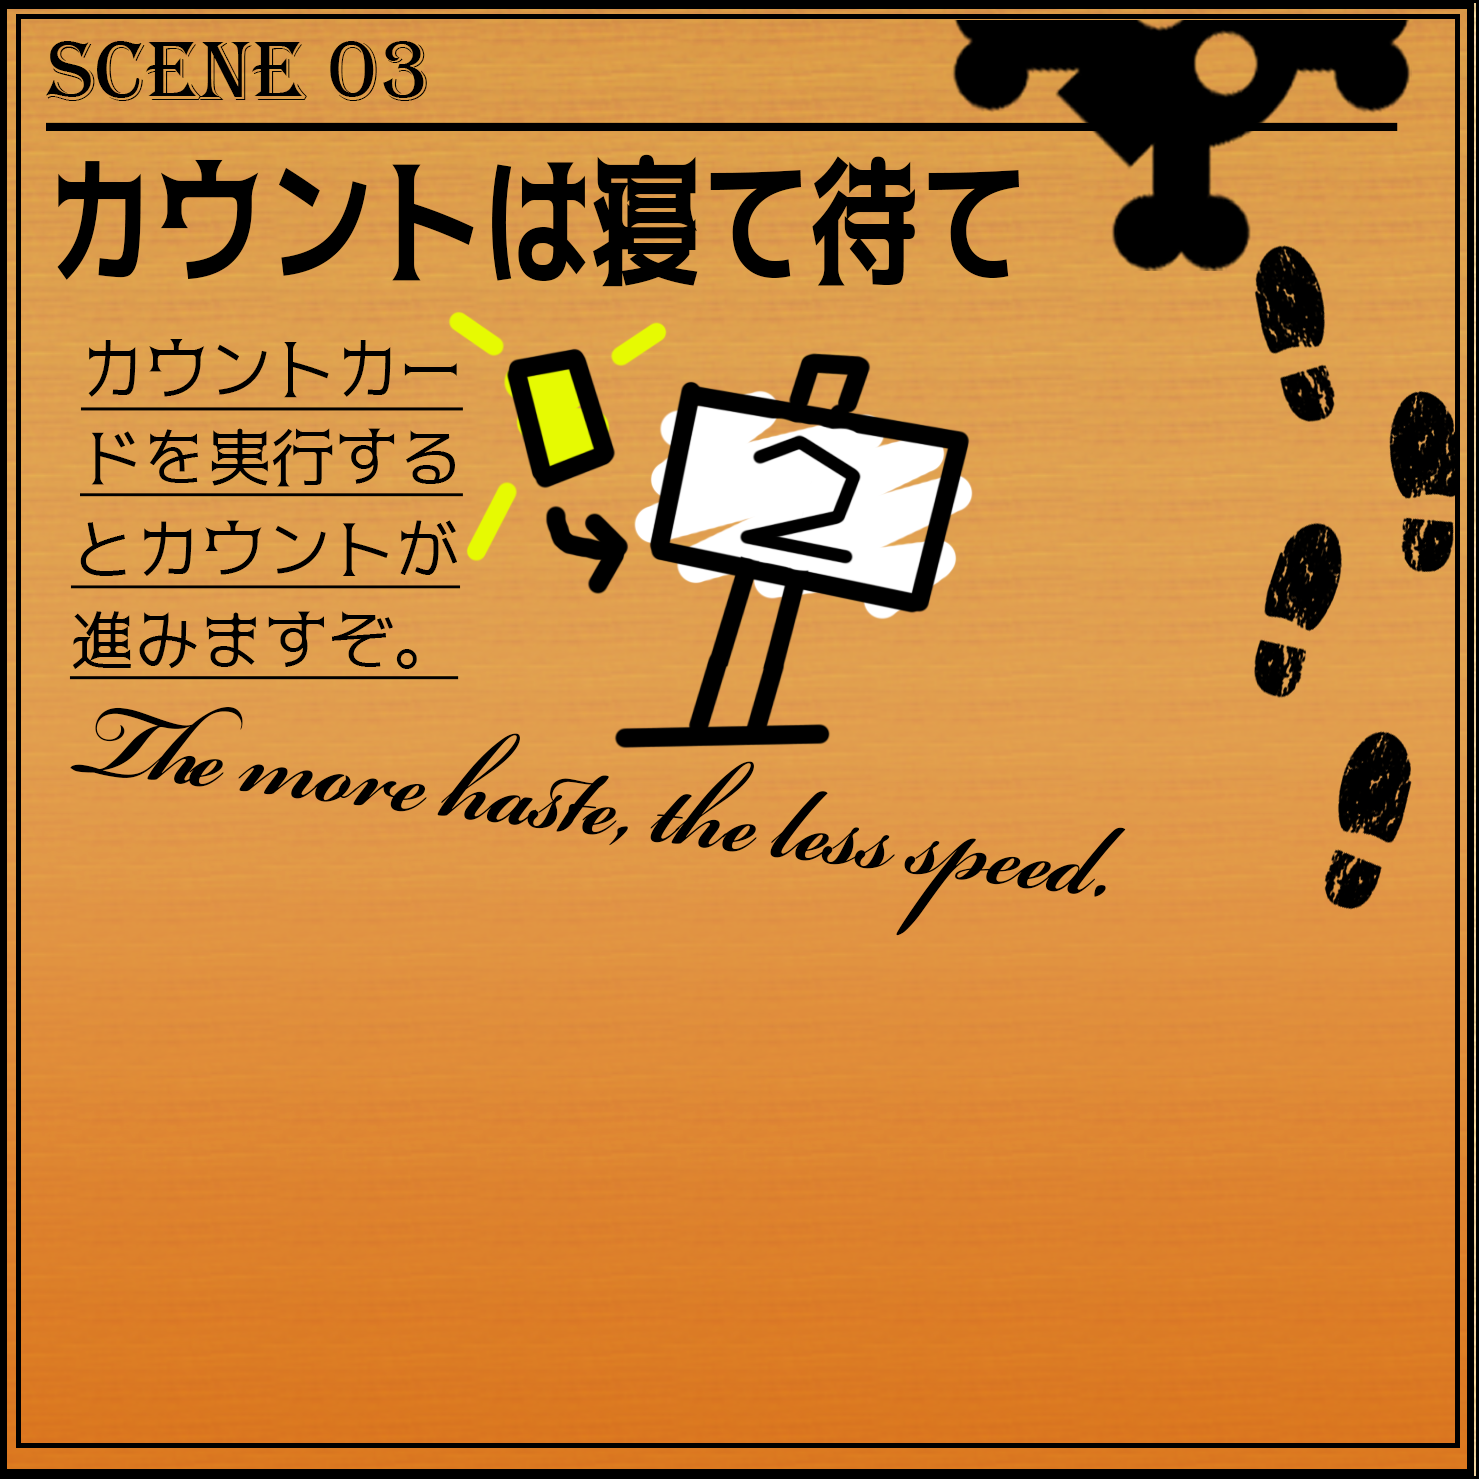 SCENE 03
カウントは寝て待て
カウントカー
ドを実行する
とカウントが
進みますぞ。
2
The more haste, the less speed.